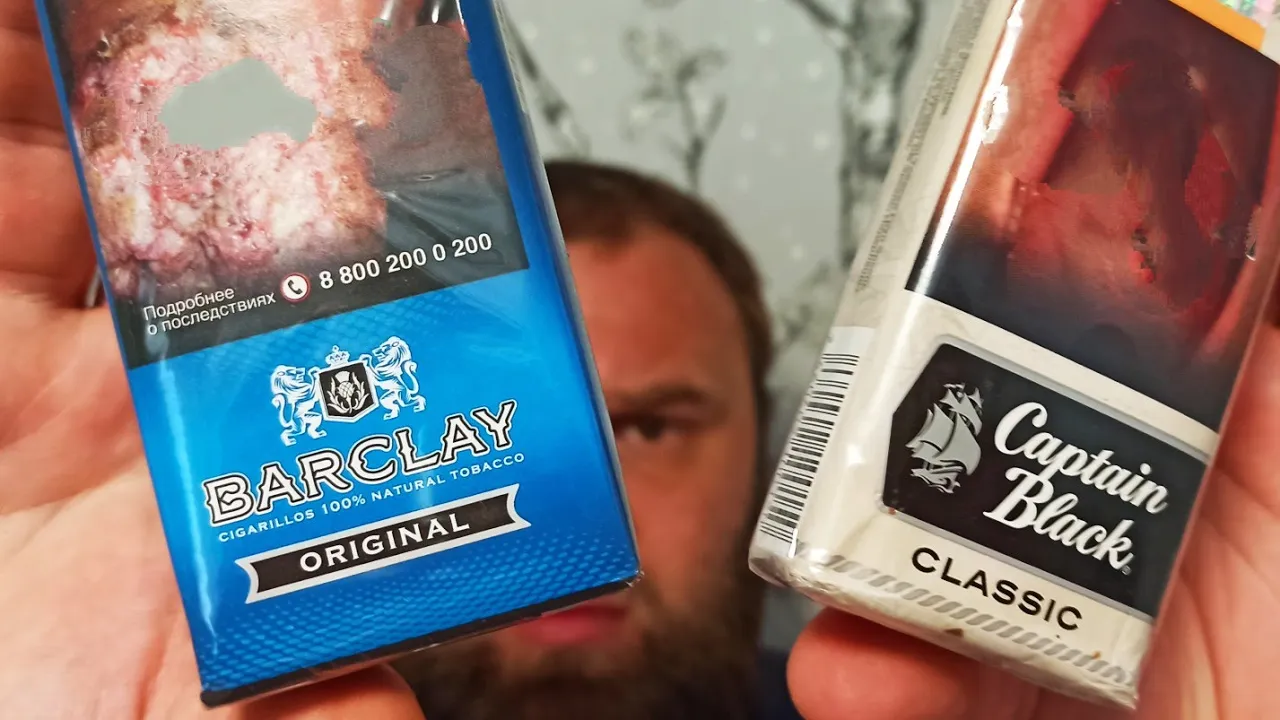 Подробнее
о последствиях
8 800 200 0 200
BARCLAY
CIGARILLOS 100% NATURAL TOBACCO
ORIGINAL
Captain
Black®
CLASSIC